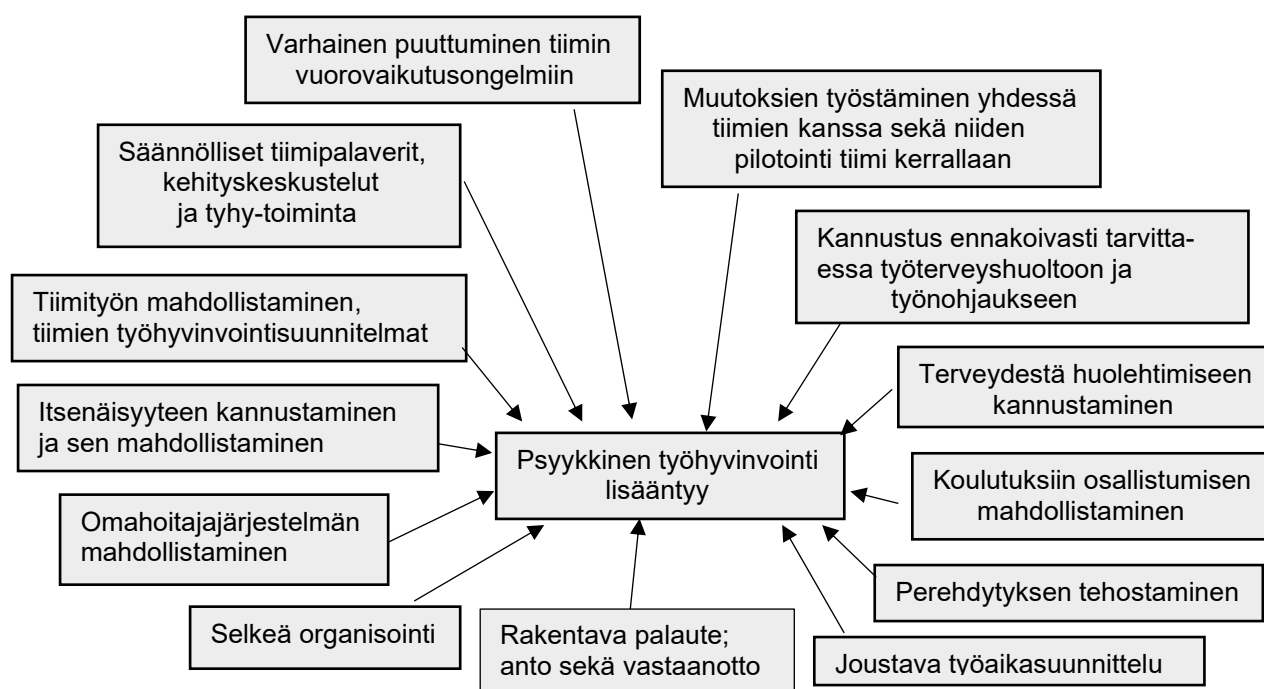 Varhainen puuttuminen tiimin
vuorovaikutusongelmiin
Muutoksien työstäminen yhdessä
tiimien kanssa sekä niiden
pilotointi tiimi kerrallaan
Säännölliset tiimipalaverit,
kehityskeskustelut
ja tyhy-toiminta
Kannustus ennakoivasti tarvitta-
essa työterveyshuoltoon ja
työnohjaukseen
Tiimityön mahdollistaminen,
tiimien työhyvinvointisuunnitelmat
Terveydestä huolehtimiseen
kannustaminen
Itsenäisyyteen kannustaminen
ja sen mahdollistaminen
Psyykkinen työhyvinvointi
lisääntyy
Koulutuksiin osallistumisen
mahdollistaminen
Omahoitajajärjestelmän
mahdollistaminen
Perehdytyksen tehostaminen
Selkeä organisointi
Rakentava palaute;
anto sekä vastaanotto
Joustava työaikasuunnittelu